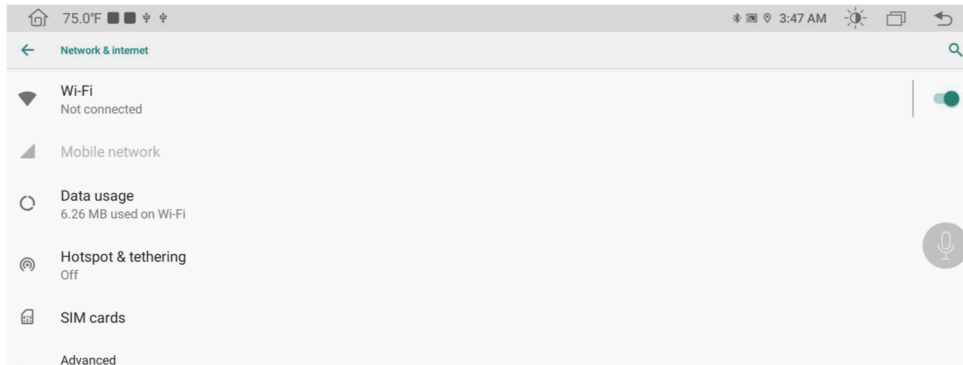 75.0°F 3:47 AM
Network & internet
Wi-Fi
Not connected
Mobile network
Data usage
6.26 MB used on Wi-Fi
Hotspot & tethering
Off
SIM cards
Advanced